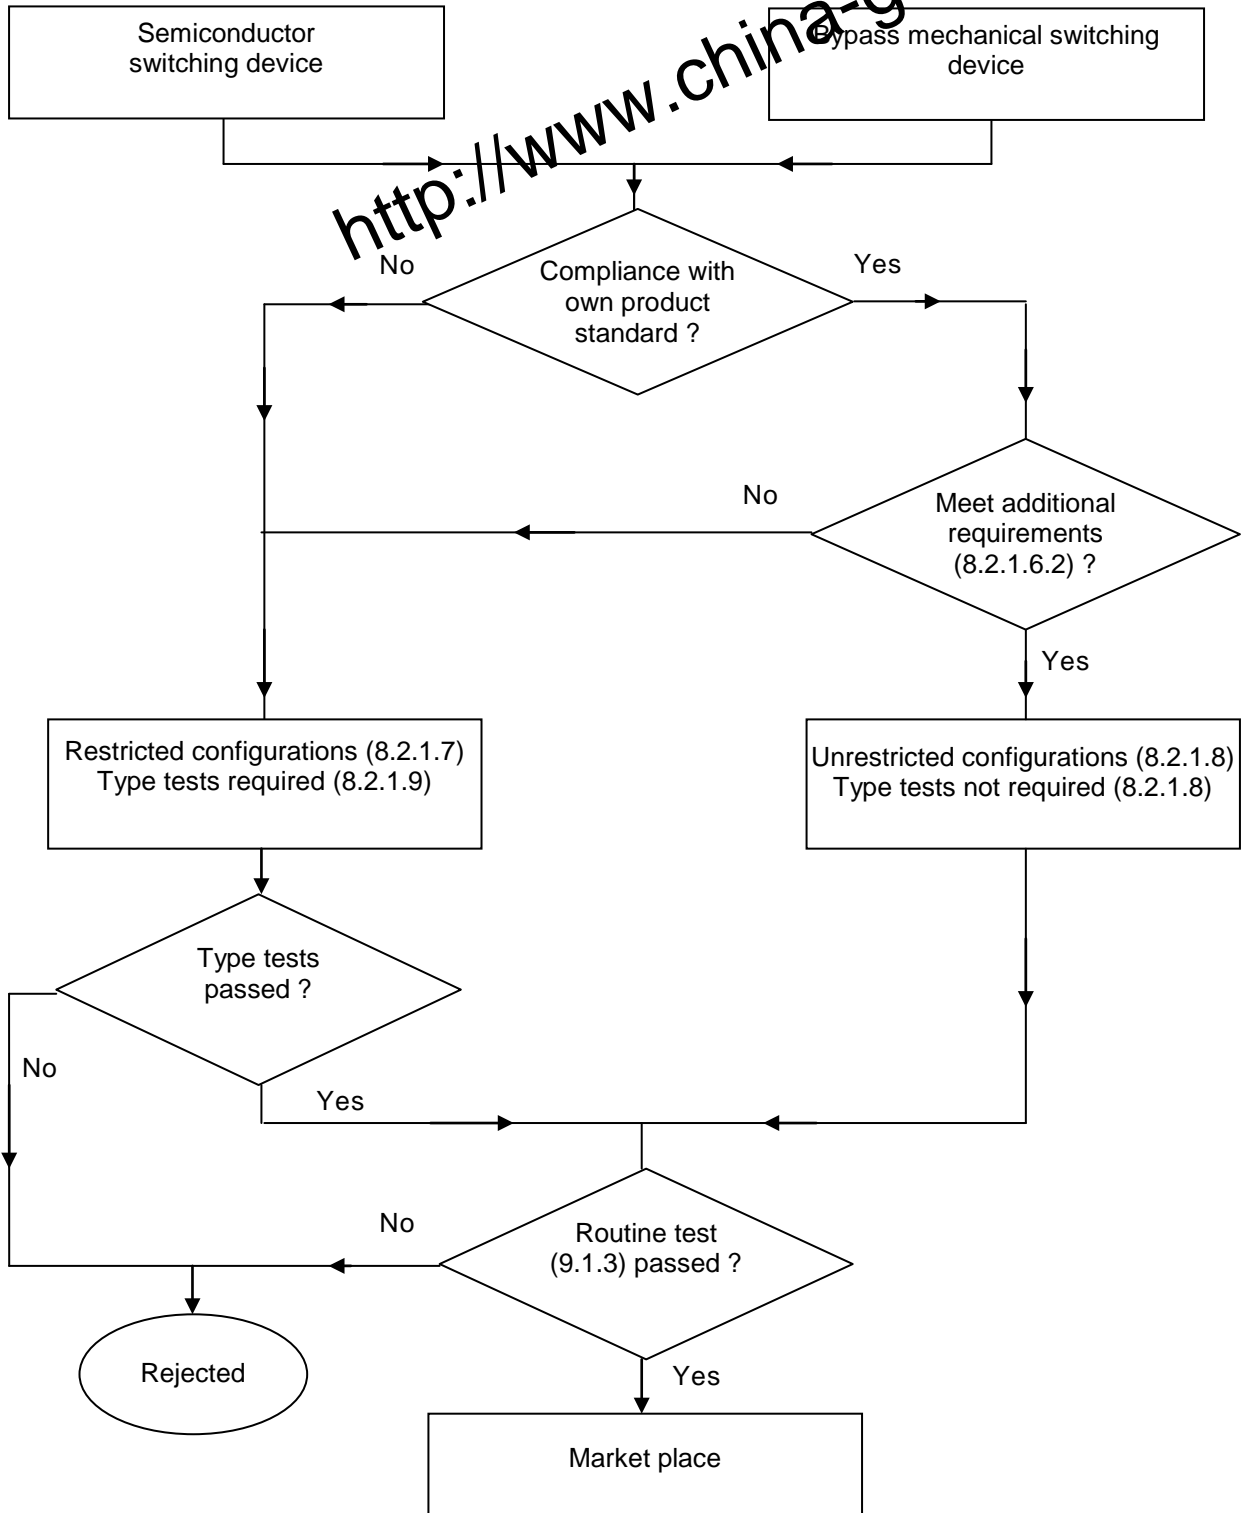 Semiconductor
switching device
Bypass mechanical switching
device
http://www.china-g
No
Compliance with
own product
standard ?
Yes
No
Meet additional
requirements
(8.2.1.6.2) ?
Yes
Restricted configurations (8.2.1.7)
Type tests required (8.2.1.9)
Unrestricted configurations (8.2.1.8)
Type tests not required (8.2.1.8)
Type tests
passed ?
No
Yes
No
Routine test
(9.1.3) passed ?
Rejected
Yes
Market place